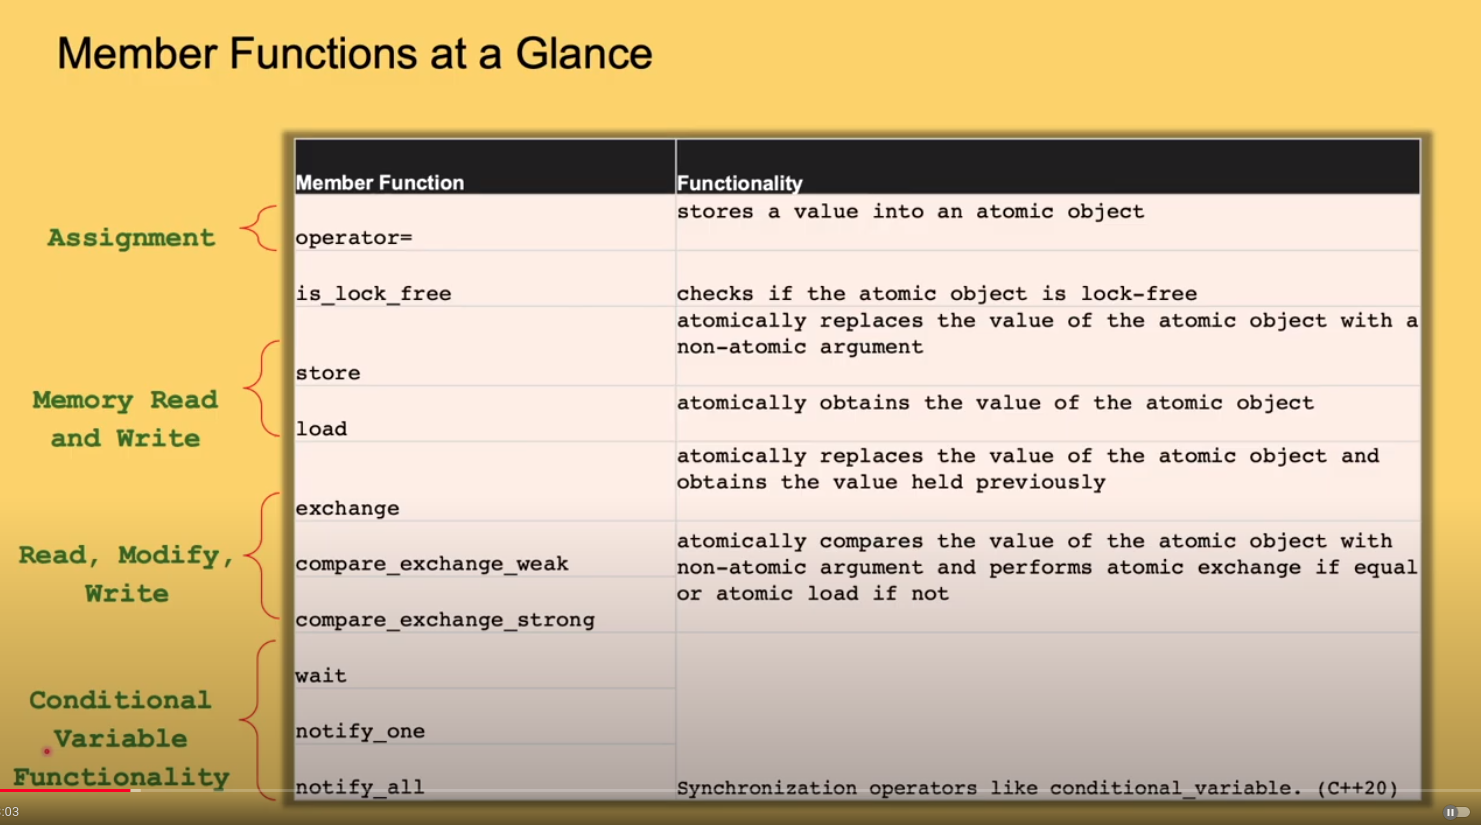 Member Functions at a Glance
Member Function
Functionality
Assignment
operator=
stores a value into an atomic object
is_lock_free
checks if the atomic object is lock-free
Memory Read
and Write
store
atomically replaces the value of the atomic object with a
non-atomic argument
load
atomically obtains the value of the atomic object
Read, Modify,
Write
exchange
atomically replaces the value of the atomic object and
obtains the value held previously
compare_exchange_weak
compare_exchange_strong
atomically compares the value of the atomic object with
non-atomic argument and performs atomic exchange if equal
or atomic load if not
Conditional
Variable
Functionality
wait
notify_one
notify_all
Synchronization operators like conditional_variable. (C++20)
:03